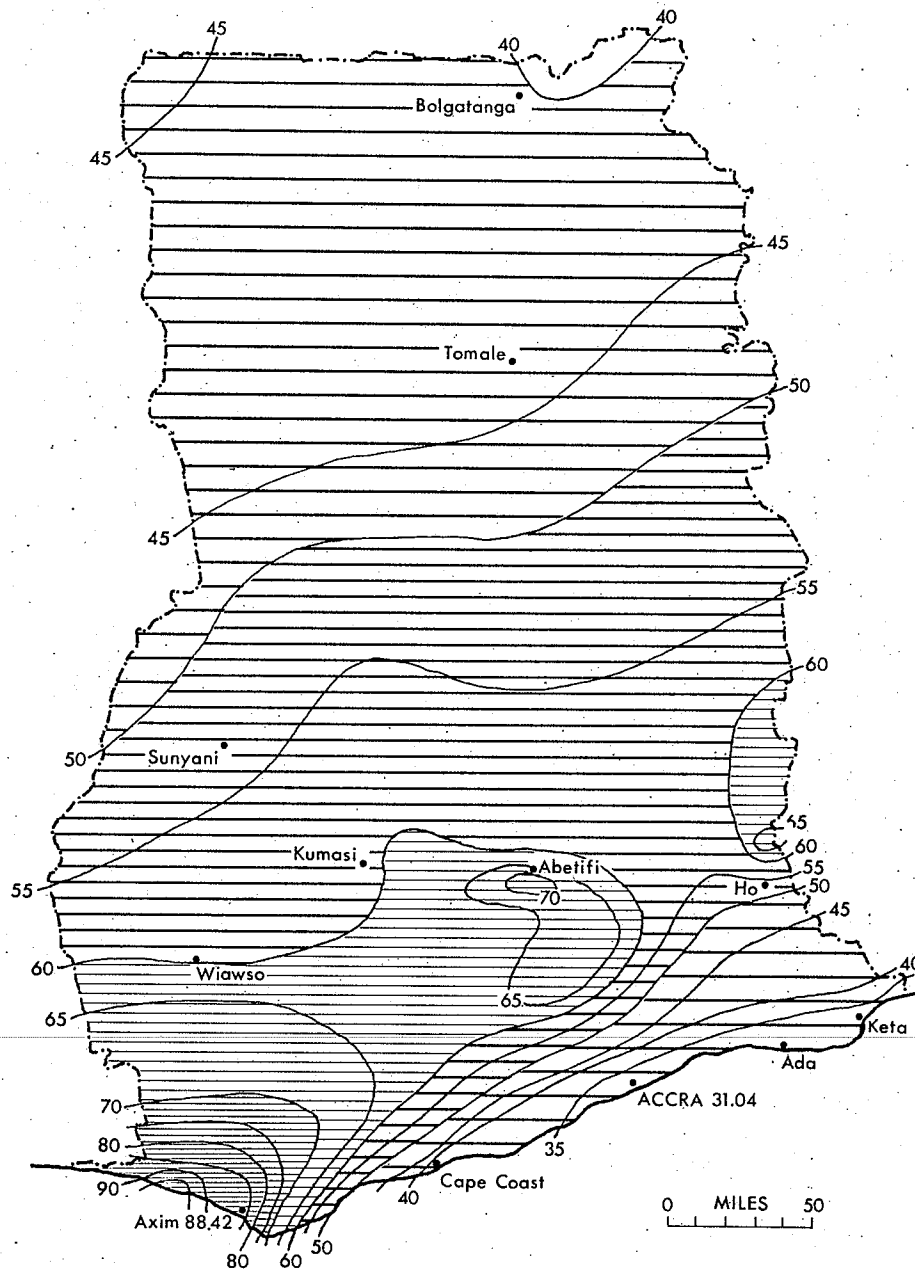 45
40
40
Bolgatanga
45
45
Tomale
50
45
55
60
50
Sunyani
65
60
Kumasi
Abetifi
55
55
70
Ho
50
45
60
Wiawso
40
65
65
Keta
Ada
70
ACCRA 31.04
80
35
90
40
Cape Coast
Axim 88.42
0 MILES 50
50
80
60